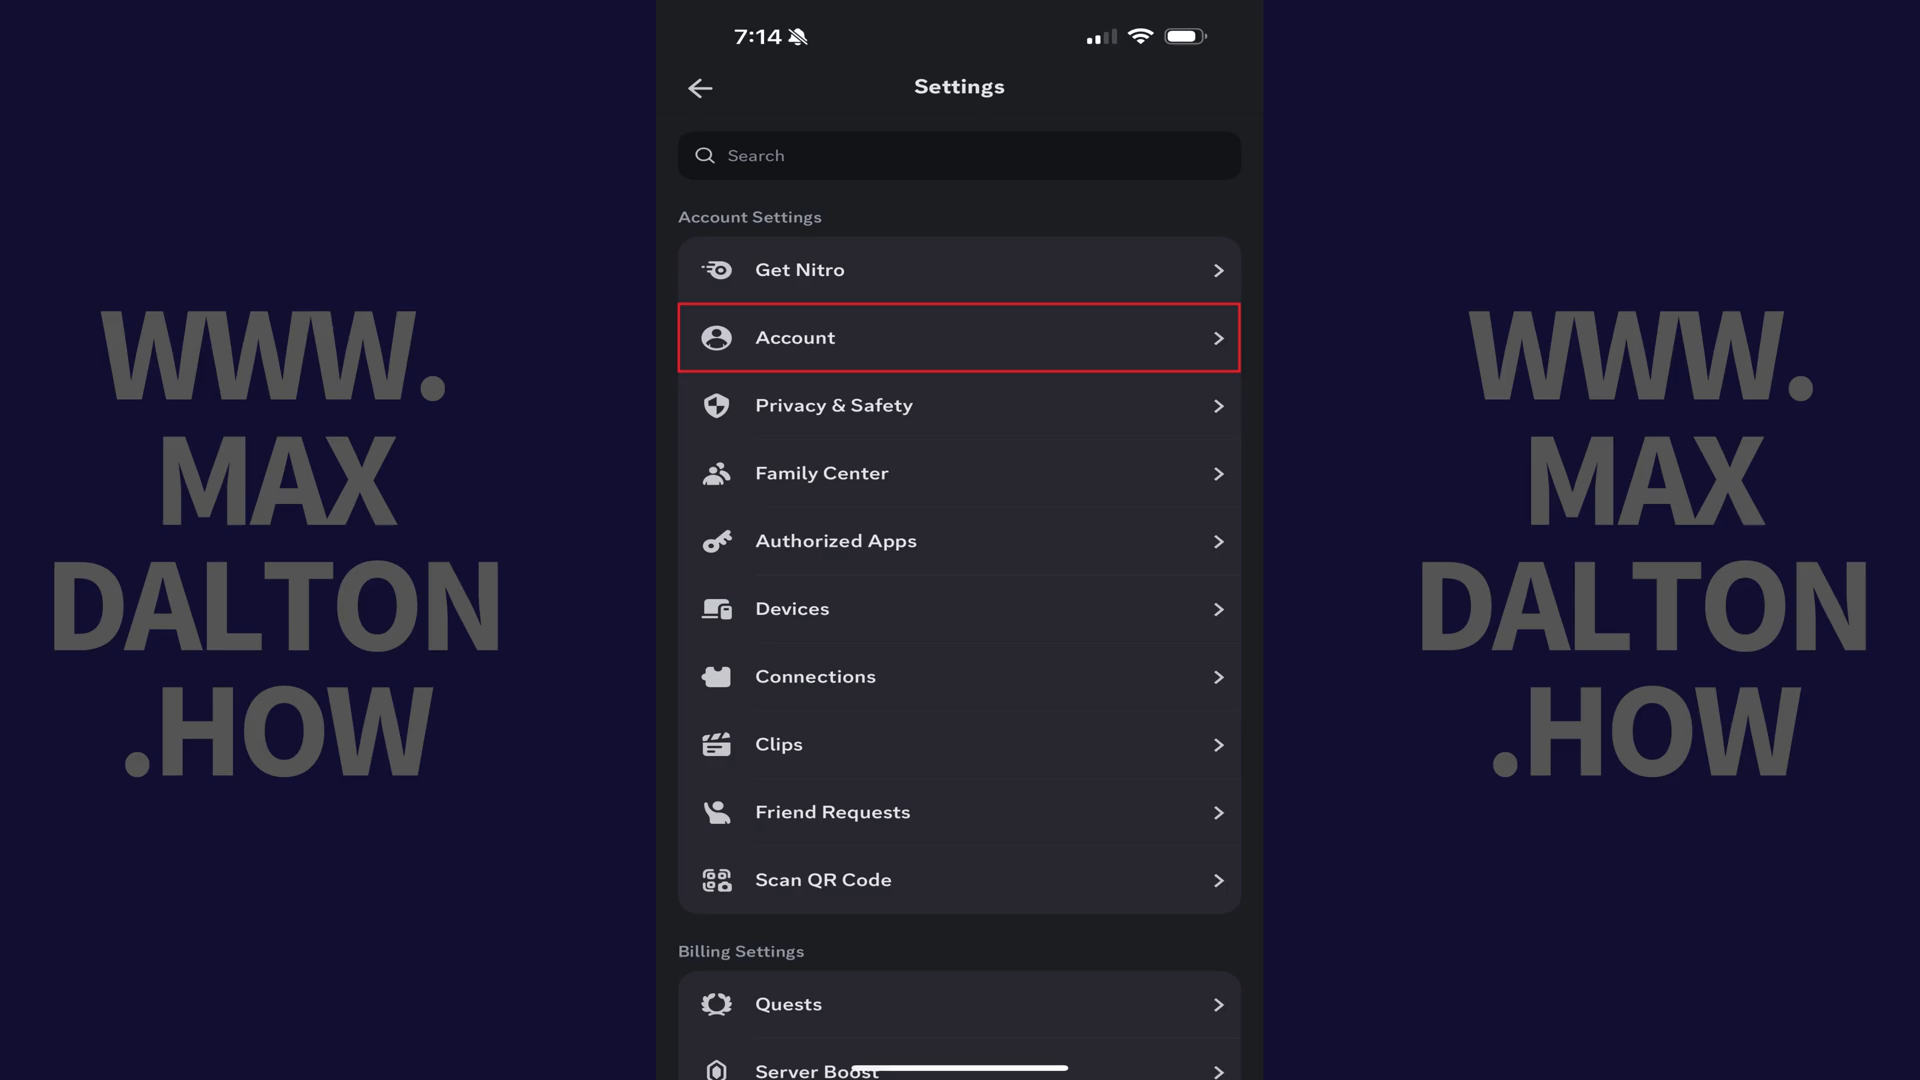 WWW.
MAX
DALTON
.HOW
7:14
Settings
Search
Account Settings
Get Nitro
Account
Privacy & Safety
Family Center
Authorized Apps
Devices
Connections
Clips
Friend Requests
Scan QR Code
Billing Settings
Quests
Server Boost
WWW.
MAX
DALTON
.HOW